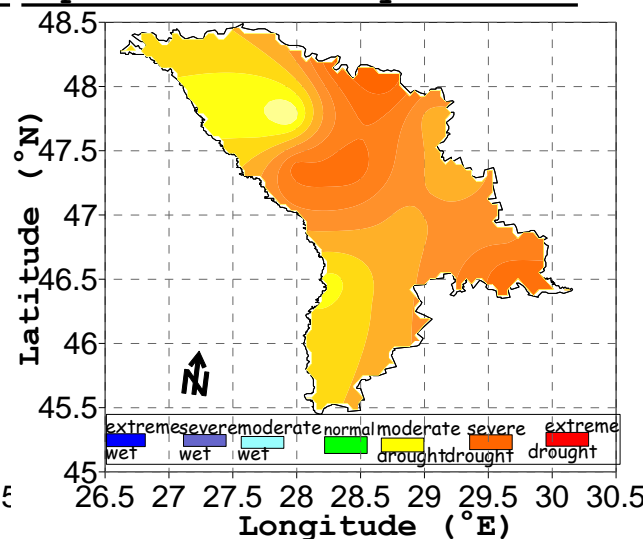 48.5
48
47.5
47
46.5
46
45.5
45
Latitude (°N)
N
extreme wet
severe wet
moderate wet
normal
moderate drought
severe drought
extreme drought
26.5 27 27.5 28 28.5 29 29.5 30 30.5
Longitude (°E)